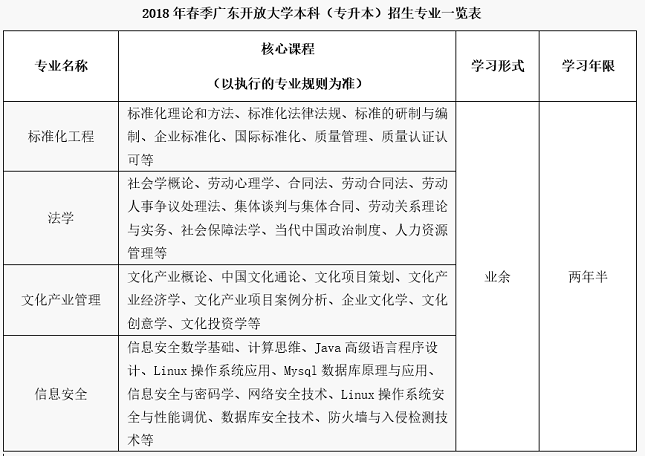 2018 年春季广东开放大学本科（专升本）招生专业一览表
专业名称
核心课程
（以执行的专业规则为准）
学习形式
学习年限
标准化工程
标准化理论和方法、标准化法律法规、标准的研制与编
制、企业标准化、国际标准化、质量管理、质量认证认
可等
法学
社会学概论、劳动心理学、合同法、劳动合同法、劳动
人事争议处理法、集体谈判与集体合同、劳动关系理论
与实务、社会保障法学、当代中国政治制度、人力资源
管理等
文化产业管理
文化产业概论、中国文化通论、文化项目策划、文化产
业经济学、文化产业项目案例分析、企业文化学、文化
创意学、文化投资学等
信息安全
信息安全数学基础、计算思维、Java 高级语言程序设
计、Linux 操作系统应用、Mysql 数据库原理与应用、
信息安全与密码学、网络安全技术、Linux 操作系统安
全与性能调优、数据库安全技术、防火墙与入侵检测技
术等
业余
两年半